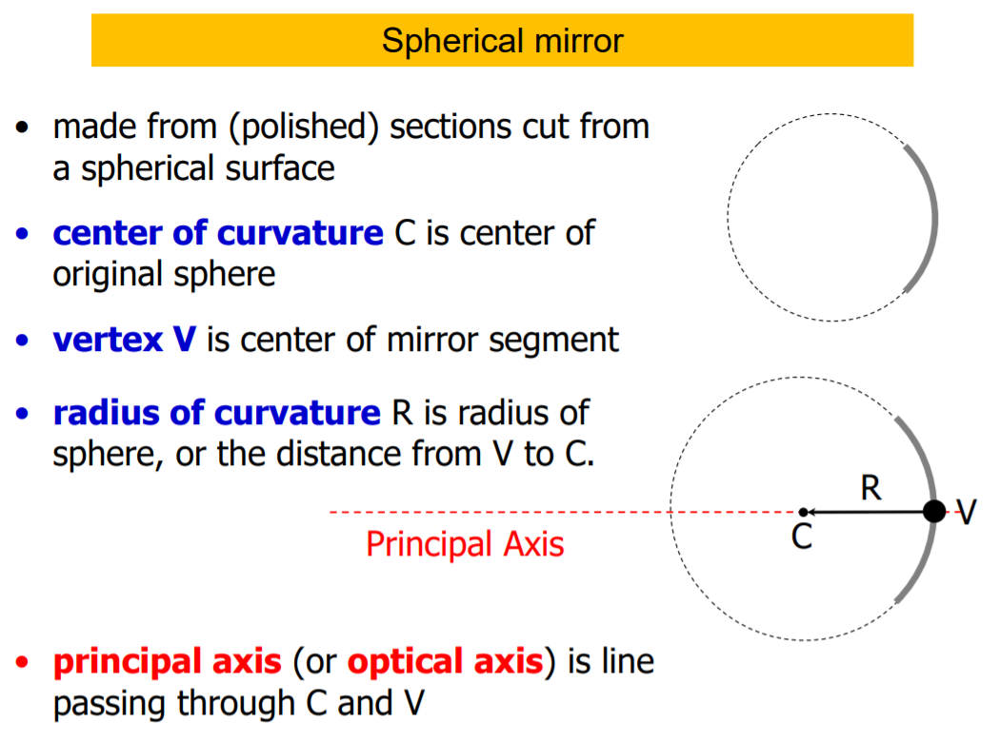 Spherical mirror
• made from (polished) sections cut from
a spherical surface
• center of curvature C is center of
original sphere
• vertex V is center of mirror segment
• radius of curvature R is radius of
sphere, or the distance from V to C.
R
V
C
Principal Axis
• principal axis (or optical axis) is line
passing through C and V